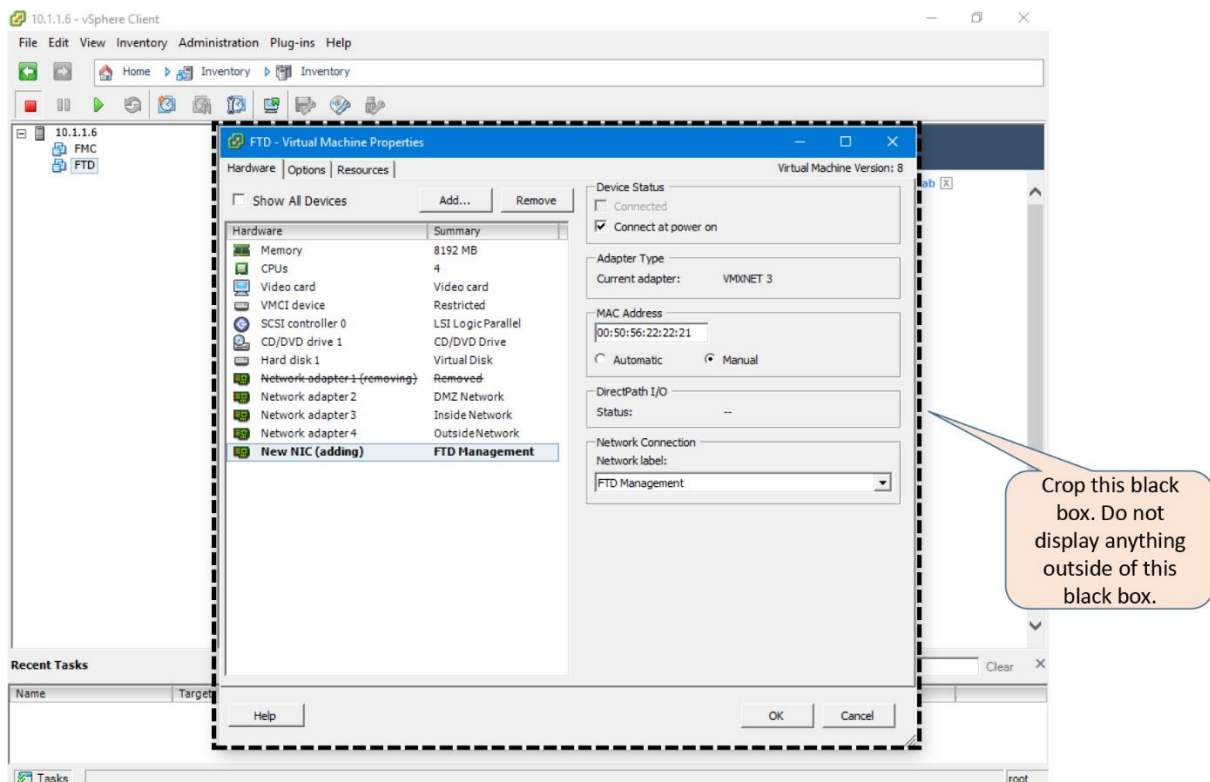 10.1.1.6 - vSphere Client
File Edit View Inventory Administration Plug-ins Help
Home Inventory Inventory
10.1.1.6
FMC
FTD
FTD - Virtual Machine Properties
Hardware Options Resources
Virtual Machine Version: 8
Show All Devices
Add...
Remove
Hardware Summary
Memory 8192 MB
CPUs 4
Video card Video card
VMCI device Restricted
SCSI controller 0 LSI Logic Parallel
CD/DVD drive 1 CD/DVD Drive
Hard disk 1 Virtual Disk
Network adapter 1 (removing) Removed
Network adapter 2 DMZ Network
Network adapter 3 Inside Network
Network adapter 4 OutsideNetwork
New NIC (adding) FTD Management
Device Status
Connected
Connect at power on
Adapter Type
Current adapter: VMXNET 3
MAC Address
00:50:56:22:22:21
Automatic Manual
DirectPath I/O
Status: --
Network Connection
Network label:
FTD Management
Help
OK
Cancel
ab
Crop this black
box. Do not
display anything
outside of this
black box.
Recent Tasks
Clear
Name Target
Tasks
root